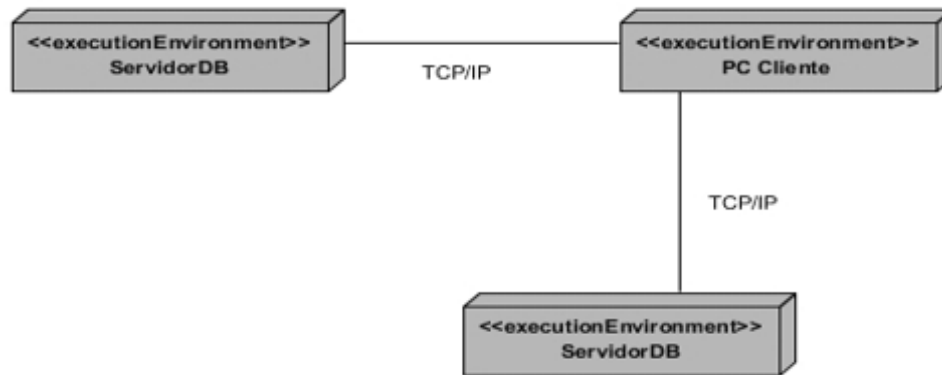 <<executionEnvironment>>
ServidorDB
TCP/IP
<<executionEnvironment>>
PC Cliente
TCP/IP
<<executionEnvironment>>
ServidorDB